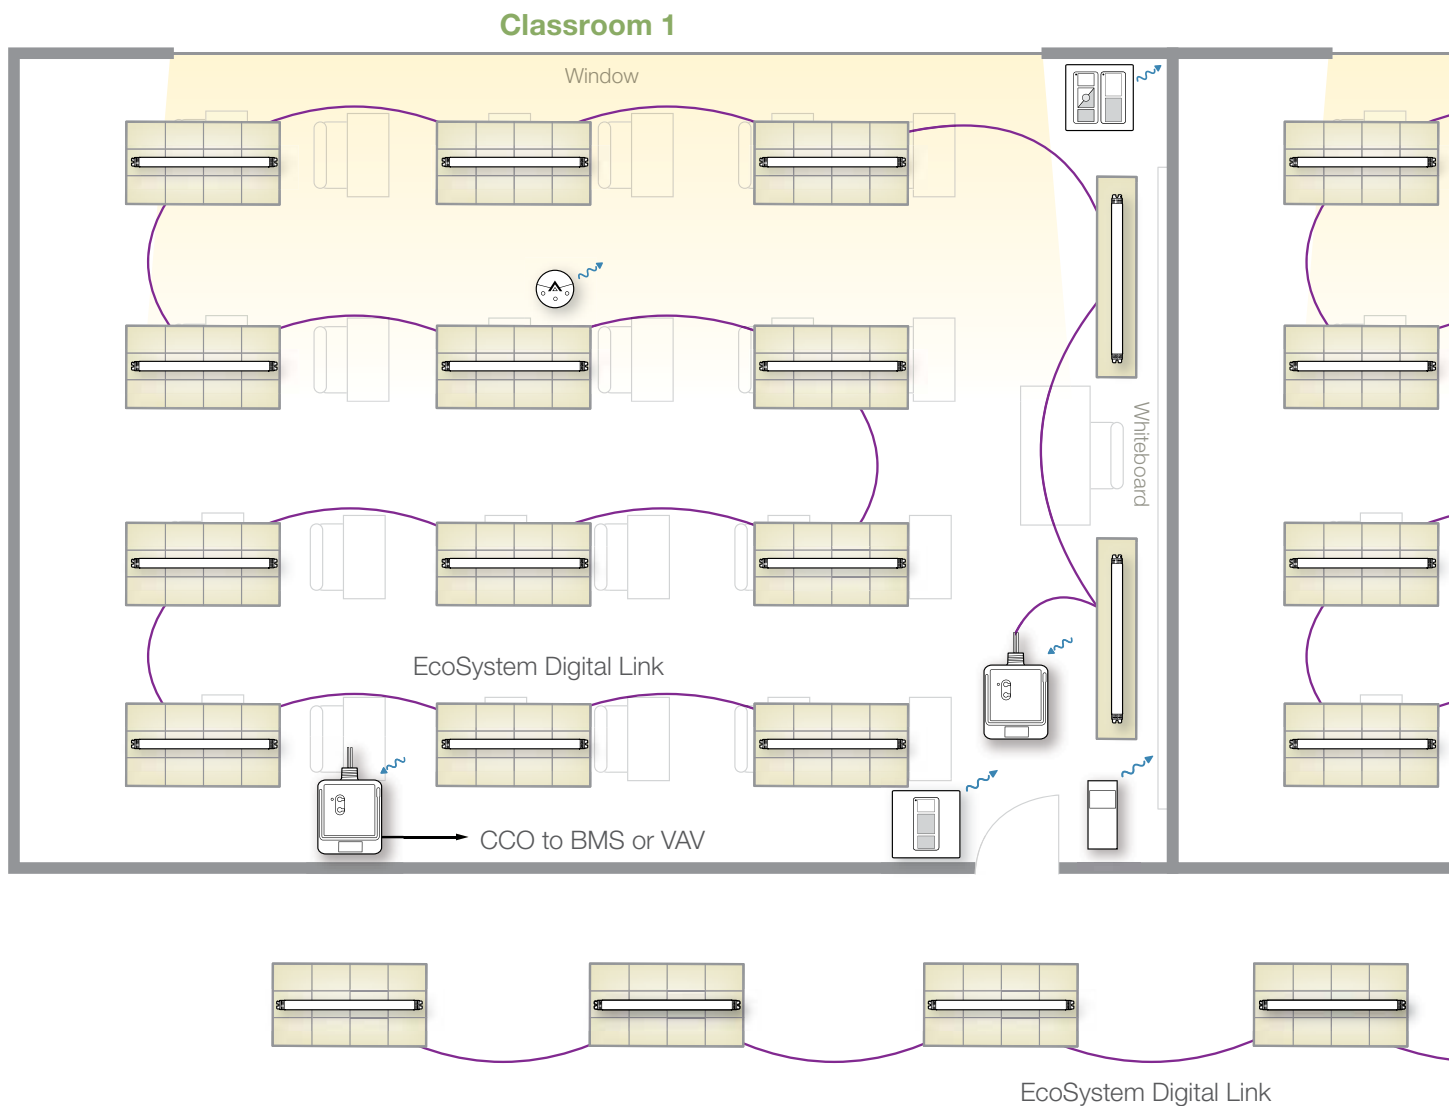 Classroom 1
Window
Whiteboard
EcoSystem Digital Link
CCO to BMS or VAV
EcoSystem Digital Link